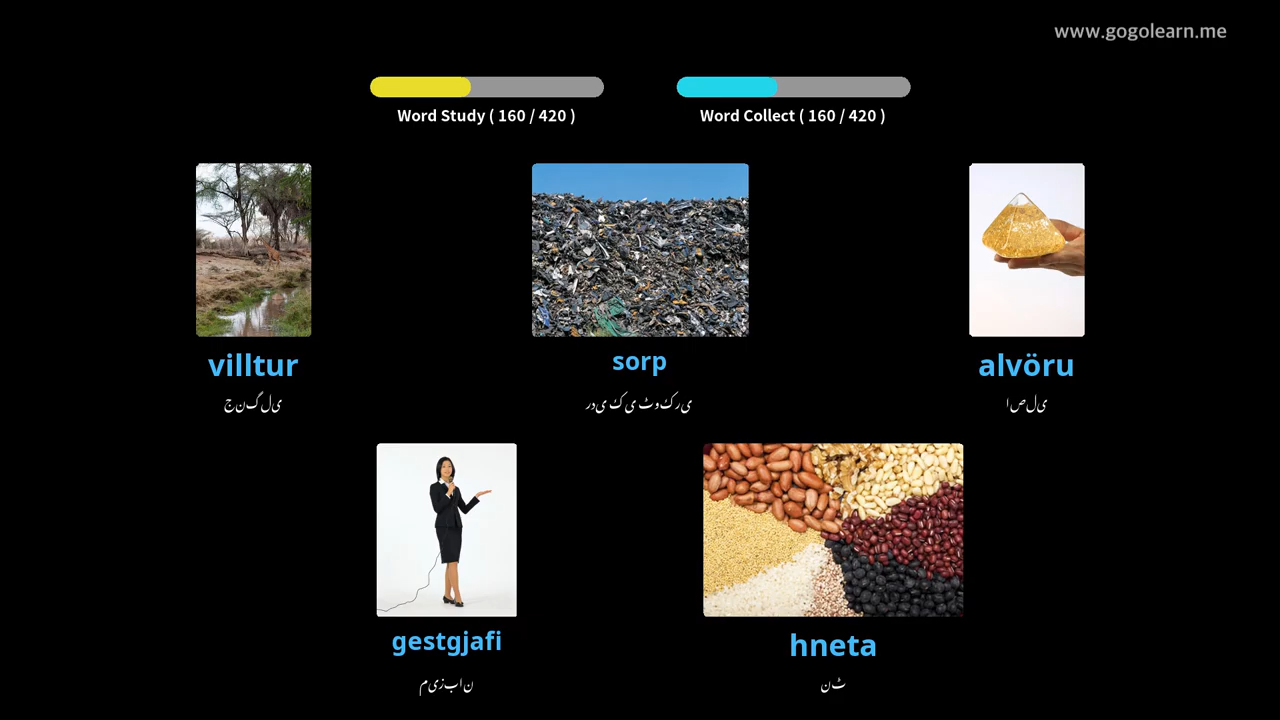 www.gogolearn.me
Word Study ( 160 / 420 )
Word Collect ( 160 / 420 )
villtur
جنگلی
sorp
ردی کی ٹوکری
alvöru
اصلی
gestgjafi
میزبان
hneta
نٹ